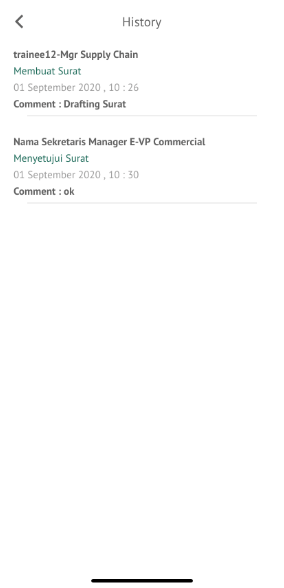 History
trainee12-Mgr Supply Chain
Membuat Surat
01 September 2020 , 10 : 26
Comment : Drafting Surat
Nama Sekretaris Manager E-VP Commercial
Menyetujui Surat
01 September 2020 , 10 : 30
Comment : ok